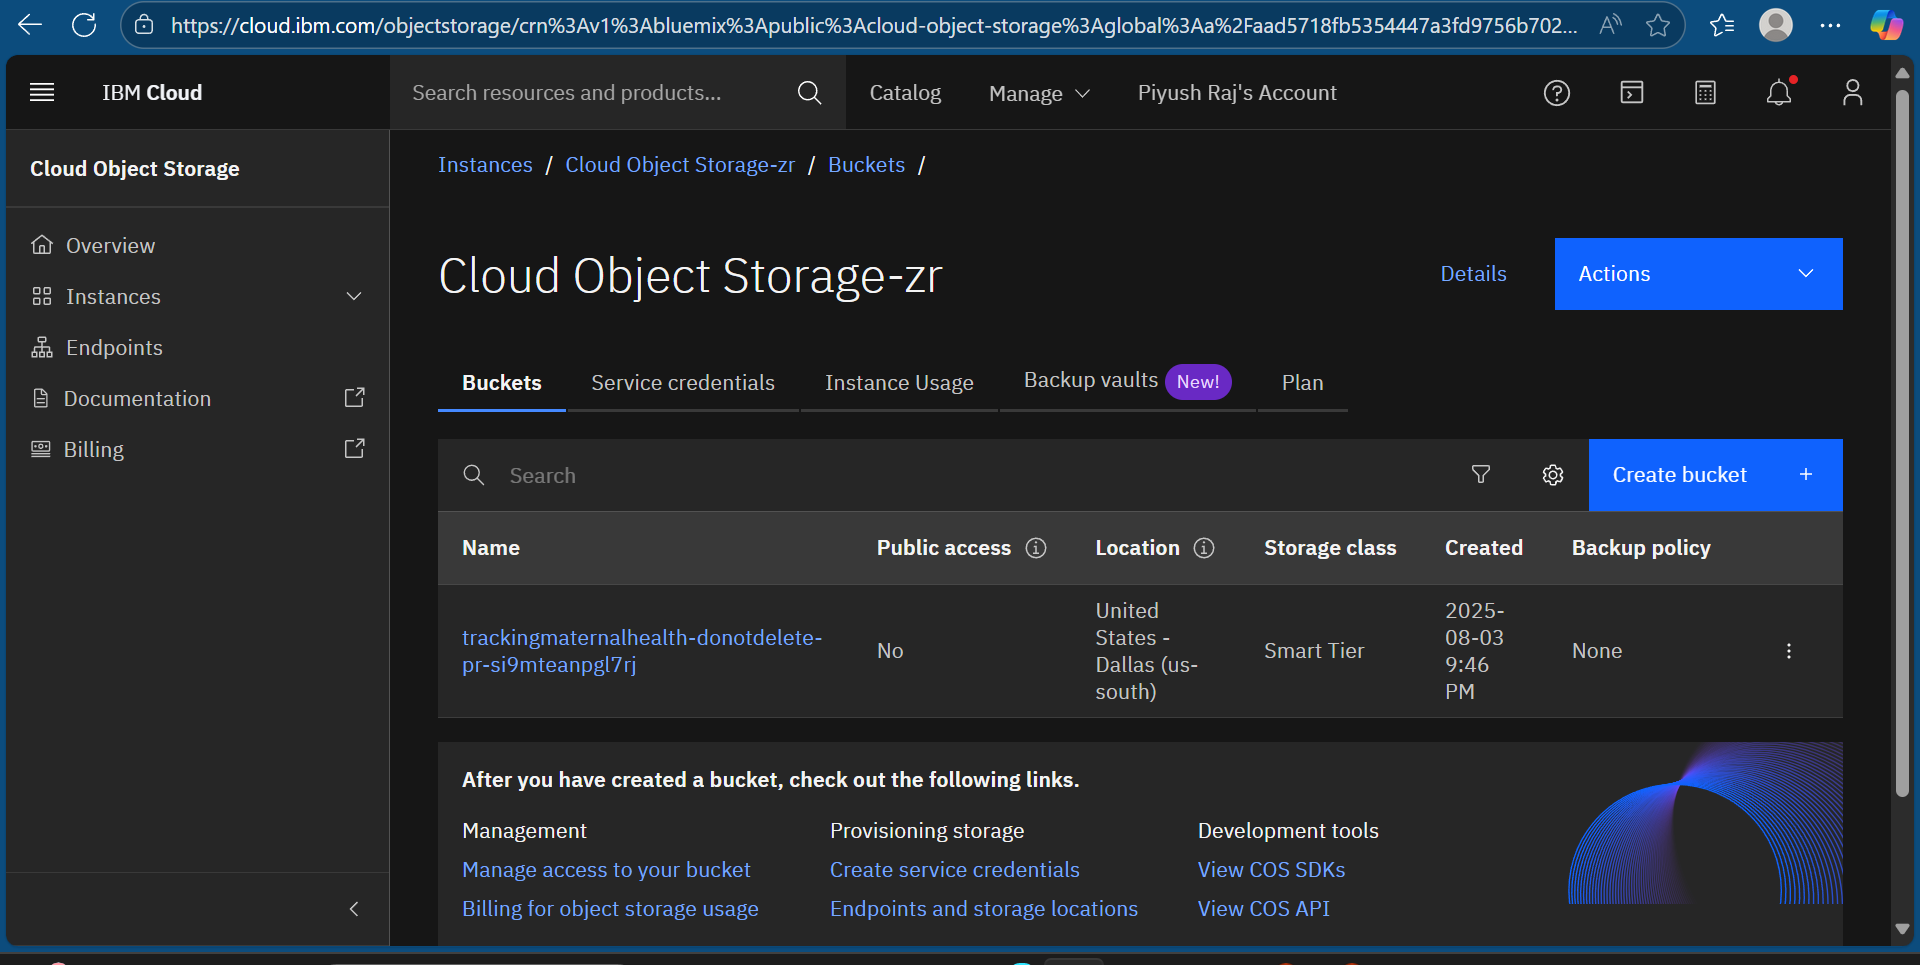 https://cloud.ibm.com/objectstorage/crn%3Av1%3Abluemix%3Apublic%3Acloud-object-storage%3Aglobal%3Aa%2Faad5718fb5354447a3fd9756b702...
IBM Cloud
Search resources and products...
Catalog
Manage
Piyush Raj's Account
Cloud Object Storage
Overview
Instances
Endpoints
Documentation
Billing
Instances / Cloud Object Storage-zr / Buckets /
Cloud Object Storage-zr
Details
Actions
Buckets
Service credentials
Instance Usage
Backup vaults New!
Plan
Search
Create bucket +
Name Public access Location Storage class Created Backup policy
trackingmaternalhealth-donotdelete-
pr-si9mteanpgl7rj
No
United
States -
Dallas (us-
south)
Smart Tier
2025-
08-03
9:46
PM
None
After you have created a bucket, check out the following links.
Management
Manage access to your bucket
Billing for object storage usage
Provisioning storage
Create service credentials
Endpoints and storage locations
Development tools
View COS SDKs
View COS API